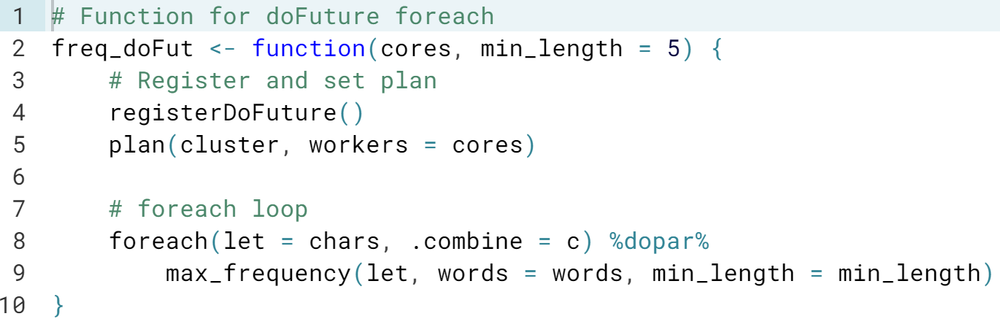 1 # Function for doFuture foreach
2 freq_doFut <- function(cores, min_length = 5) {
3     # Register and set plan
4     registerDoFuture()
5     plan(cluster, workers = cores)
6
7     # foreach loop
8     foreach(let = chars, .combine = c) %dopar%
9         max_frequency(let, words = words, min_length = min_length)
10 }